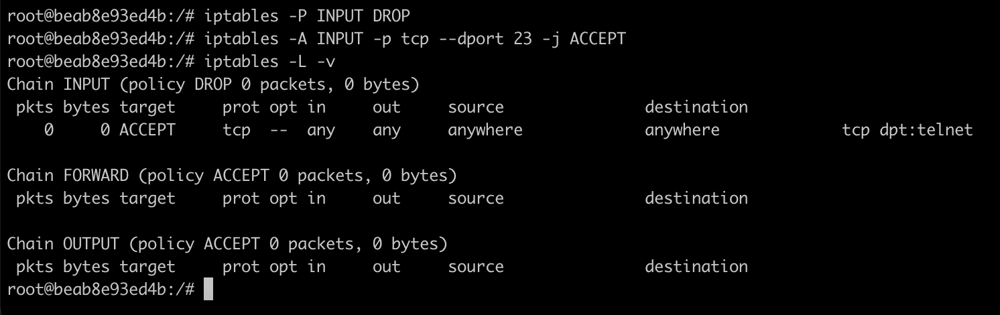 root@beab8e93ed4b:/# iptables -P INPUT DROP
root@beab8e93ed4b:/# iptables -A INPUT -p tcp --dport 23 -j ACCEPT
root@beab8e93ed4b:/# iptables -L -v
Chain INPUT (policy DROP 0 packets, 0 bytes)
 pkts bytes target     prot opt in     out     source               destination
    0     0 ACCEPT     tcp  --  any    any     anywhere             anywhere             tcp dpt:telnet

Chain FORWARD (policy ACCEPT 0 packets, 0 bytes)
 pkts bytes target     prot opt in     out     source               destination

Chain OUTPUT (policy ACCEPT 0 packets, 0 bytes)
 pkts bytes target     prot opt in     out     source               destination
root@beab8e93ed4b:/#